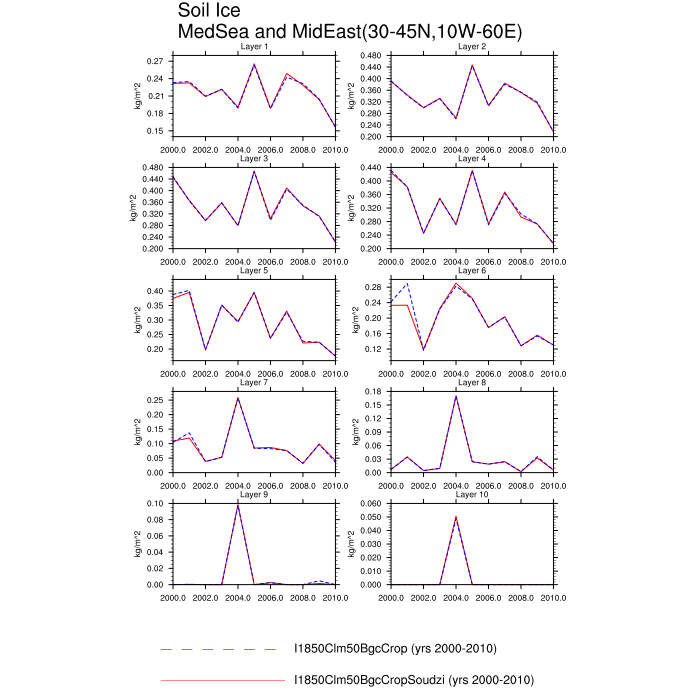 Soil Ice
MedSea and MidEast(30-45N,10W-60E)
Layer 1
kg/m^2
0.27
0.24
0.21
0.18
0.15
2000.0 2002.0 2004.0 2006.0 2008.0 2010.0
Layer 2
kg/m^2
0.480
0.440
0.400
0.360
0.320
0.280
0.240
0.200
2000.0 2002.0 2004.0 2006.0 2008.0 2010.0
Layer 3
kg/m^2
0.480
0.440
0.400
0.360
0.320
0.280
0.240
0.200
2000.0 2002.0 2004.0 2006.0 2008.0 2010.0
Layer 4
kg/m^2
0.440
0.400
0.360
0.320
0.280
0.240
0.200
2000.0 2002.0 2004.0 2006.0 2008.0 2010.0
Layer 5
kg/m^2
0.40
0.35
0.30
0.25
0.20
2000.0 2002.0 2004.0 2006.0 2008.0 2010.0
Layer 6
kg/m^2
0.28
0.24
0.20
0.16
0.12
2000.0 2002.0 2004.0 2006.0 2008.0 2010.0
Layer 7
kg/m^2
0.25
0.20
0.15
0.10
0.05
0.00
2000.0 2002.0 2004.0 2006.0 2008.0 2010.0
Layer 8
kg/m^2
0.18
0.15
0.12
0.09
0.06
0.03
0.00
2000.0 2002.0 2004.0 2006.0 2008.0 2010.0
Layer 9
kg/m^2
0.10
0.08
0.06
0.04
0.02
0.00
2000.0 2002.0 2004.0 2006.0 2008.0 2010.0
Layer 10
kg/m^2
0.060
0.050
0.040
0.030
0.020
0.010
0.000
2000.0 2002.0 2004.0 2006.0 2008.0 2010.0
I1850Clm50BgcCrop (yrs 2000-2010)
I1850Clm50BgcCropSoudzi (yrs 2000-2010)